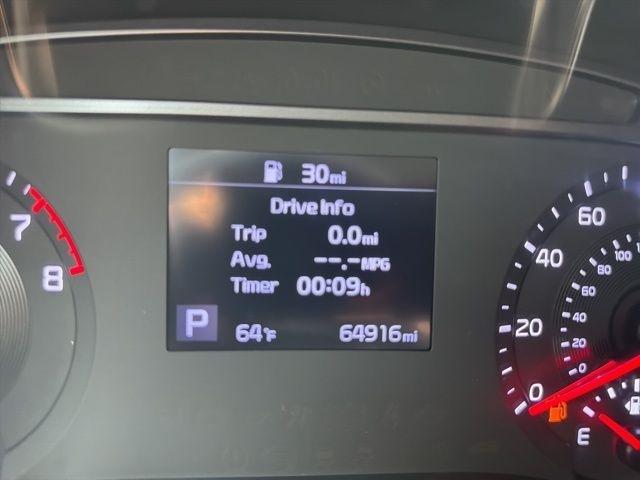 30mi
Drive Info
Trip 0.0mi
Avg. --.-MPG
Timer 00:09h
P 64°F 64916mi
7
8
60
40
20
0
100
80
60
40
20
0
E